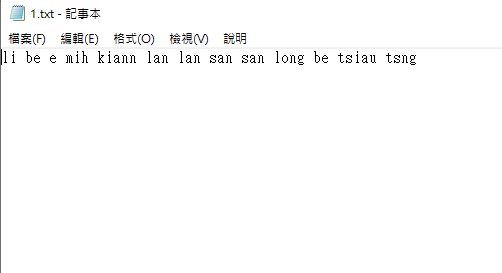 1.txt - 記事本
檔案(F) 編輯(E) 格式(O) 檢視(V) 說明
li be e mih kiann lan lan san san long be tsiau tsng